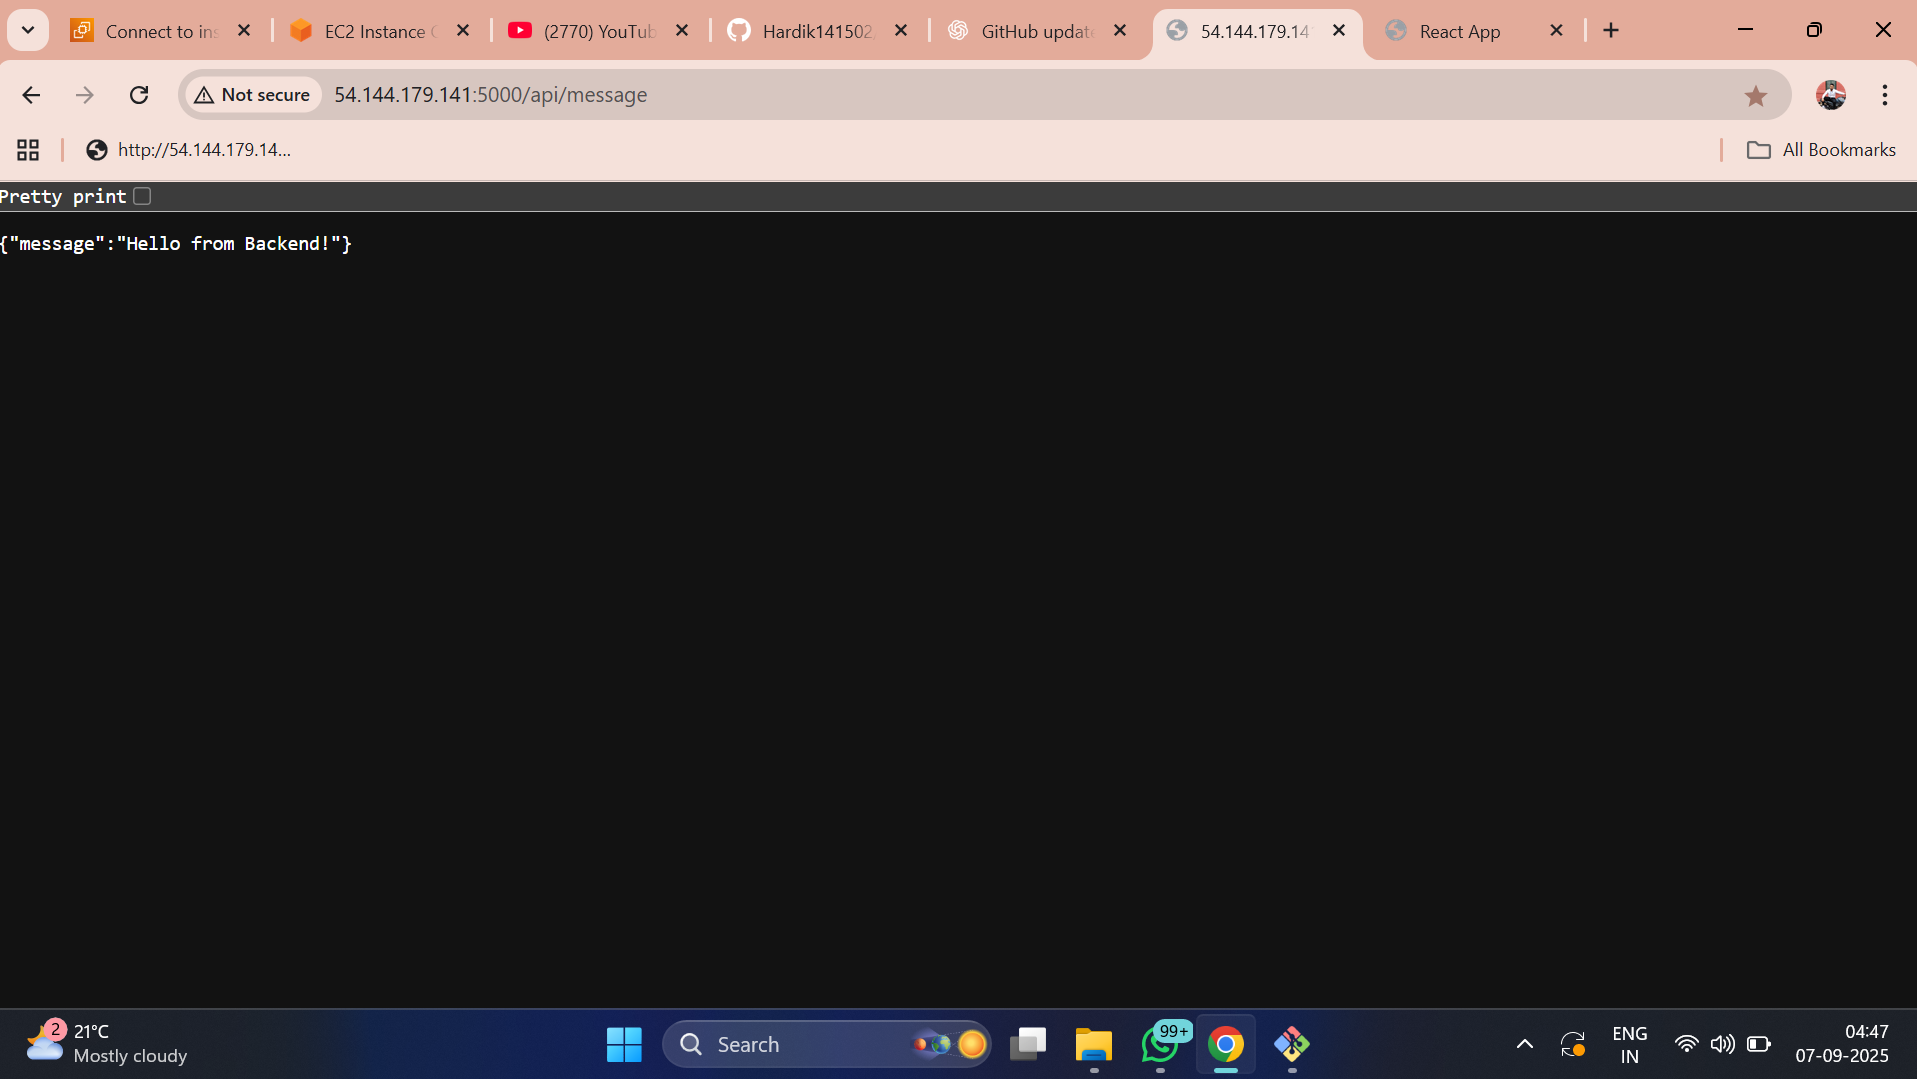 Connect to ins
EC2 Instance C
(2770) YouTub
Hardik141502
GitHub updat
54.144.179.141
React App
Not secure
54.144.179.141:5000/api/message
http://54.144.179.14...
All Bookmarks
Pretty print
{"message":"Hello from Backend!"}
2
21°C
Mostly cloudy
Search
99+
ENG
IN
04:47
07-09-2025